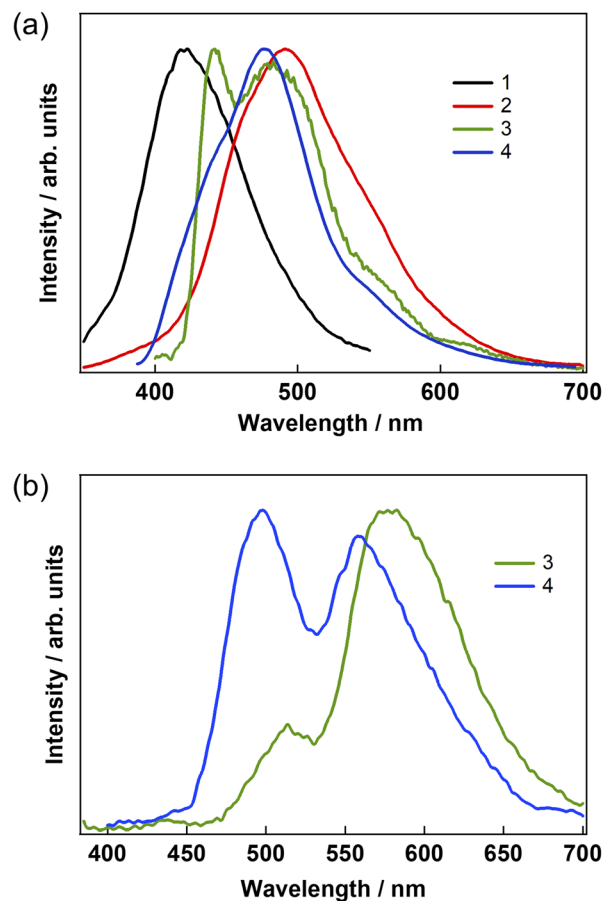 (a)
Intensity / arb. units
1
2
3
4
400 500 600 700
Wavelength / nm
(b)
Intensity / arb. units
3
4
400 450 500 550 600 650 700
Wavelength / nm